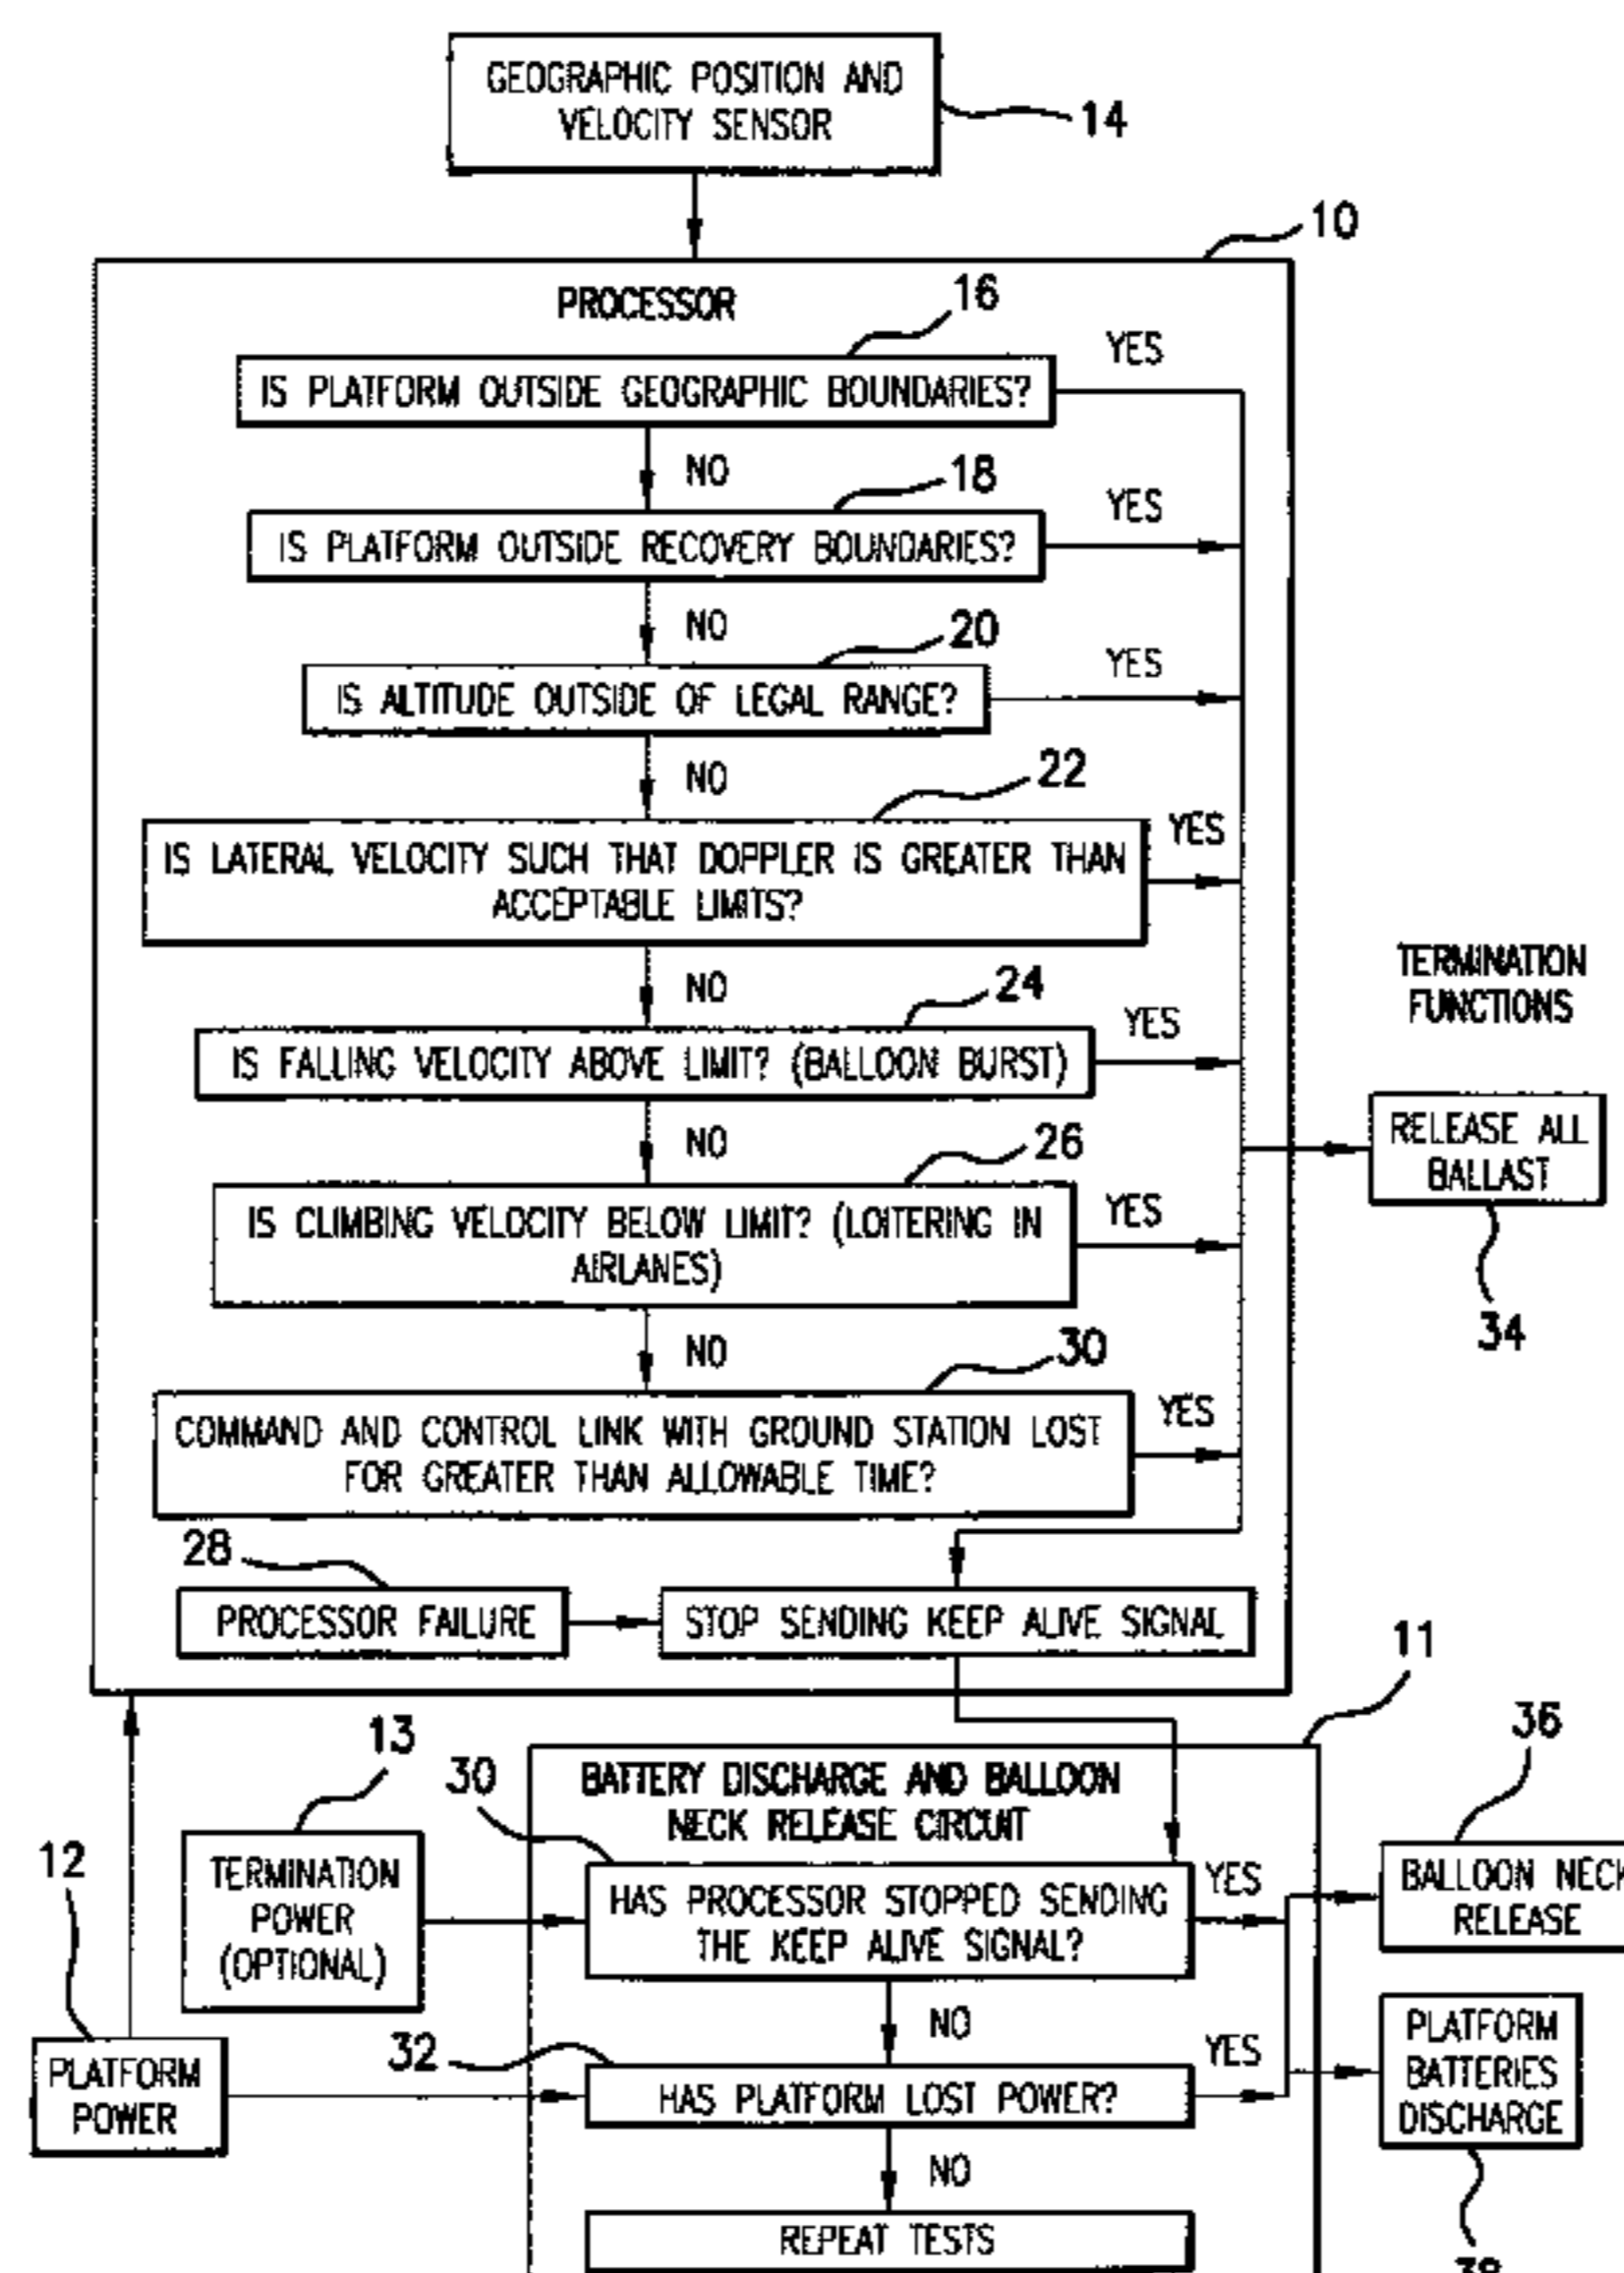 GEOGRAPHIC POSITION AND
VELOCITY SENSOR
14
10
PROCESSOR
16
YES
IS PLATFORM OUTSIDE GEOGRAPHIC BOUNDARIES?
NO
18
YES
IS PLATFORM OUTSIDE RECOVERY BOUNDARIES?
NO
20
YES
IS ALTITUDE OUTSIDE OF LEGAL RANGE?
NO
22
YES
IS LATERAL VELOCITY SUCH THAT DOPPLER IS GREATER THAN
ACCEPTABLE LIMITS?
NO
24
YES
IS FALLING VELOCITY ABOVE LIMIT? (BALLOON BURST)
NO
26
YES
IS CLIMBING VELOCITY BELOW LIMIT? (LOITERING IN
AIRLANES)
NO
30
YES
COMMAND AND CONTROL LINK WITH GROUND STATION LOST
FOR GREATER THAN ALLOWABLE TIME?
28
PROCESSOR FAILURE
STOP SENDING KEEP ALIVE SIGNAL
TERMINATION
FUNCTIONS
RELEASE ALL
BALLAST
34
11
13
30
BATTERY DISCHARGE AND BALLOON
NECK RELEASE CIRCUIT
36
12
TERMINATION
POWER
(OPTIONAL)
HAS PROCESSOR STOPPED SENDING
THE KEEP ALIVE SIGNAL?
YES
BALLOON NECK
RELEASE
NO
32
YES
PLATFORM
POWER
HAS PLATFORM LOST POWER?
PLATFORM
BATTERIES
DISCHARGE
NO
REPEAT TESTS
38